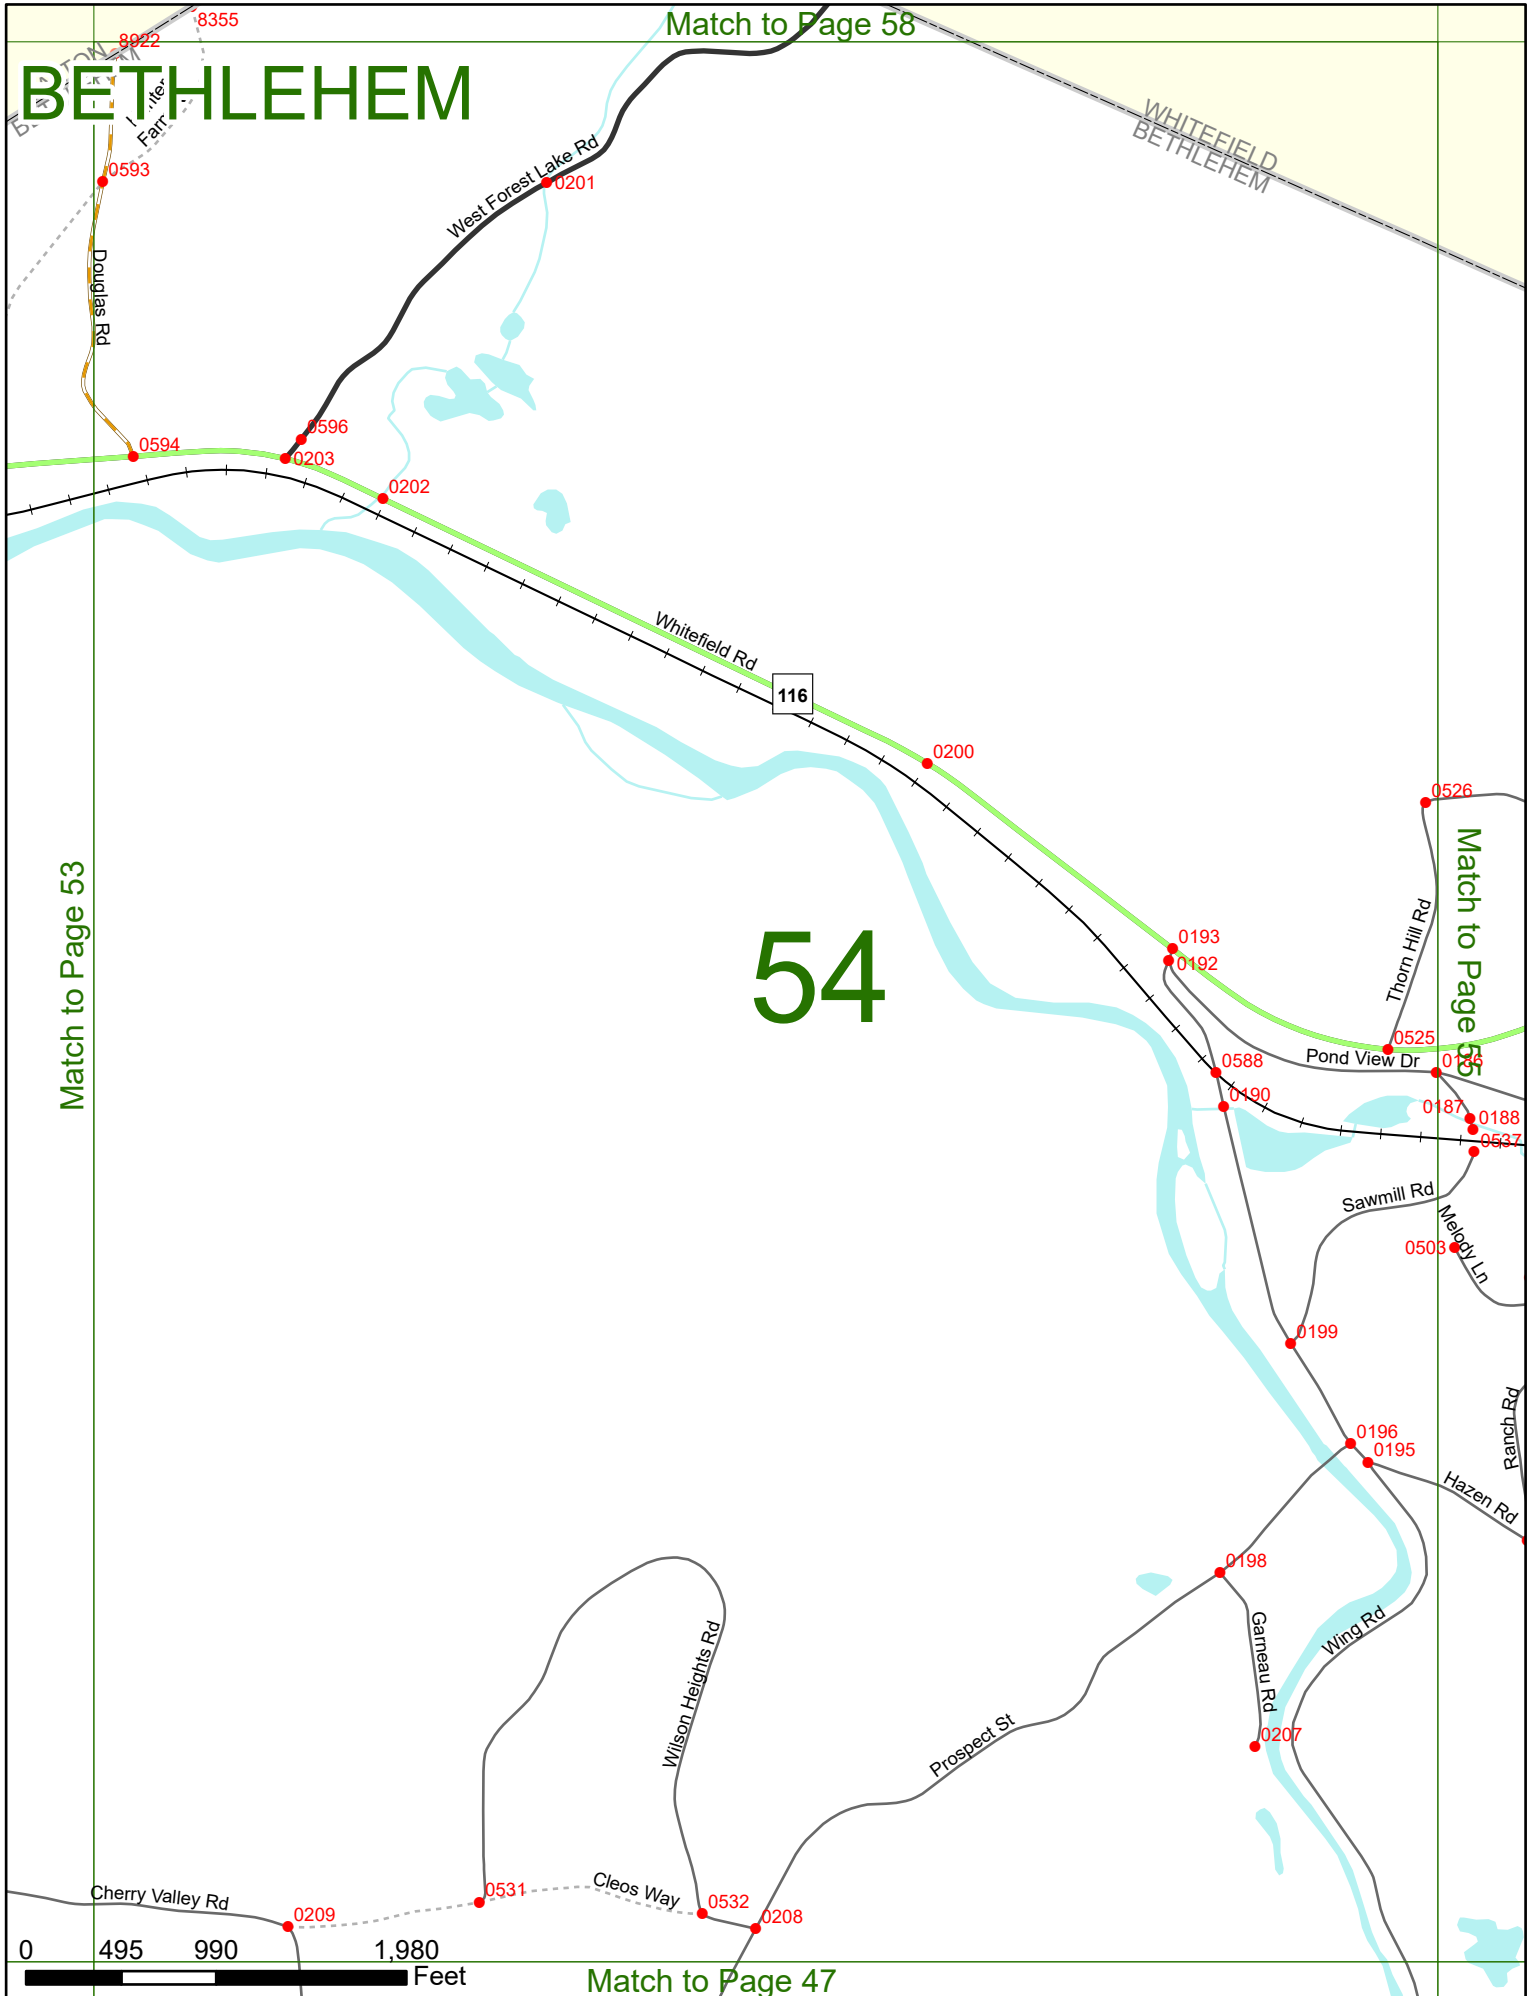 Match to Page 58
8355
8922
BETHLEHEM
WHITEFIELD
BETHLEHEM
0593
West Forest Lake Rd
0201
Douglas Rd
0596
0594
0203
0202
Whitefield Rd
116
0200
0526
Match to Page 53
Match to Page 55
54
Thorn Hill Rd
0193
0192
0525
Pond View Dr
0186
0588
0190
0187
0188
0537
Sawmill Rd
Melody Ln
0503
0199
Ranch Rd
0196
0195
Hazen Rd
0198
Garneau Rd
Wing Rd
Wilson Heights Rd
0207
Prospect St
Cleos Way
0531
0532
0208
Cherry Valley Rd
0209
0 495 990 1,980
Feet
Match to Page 47